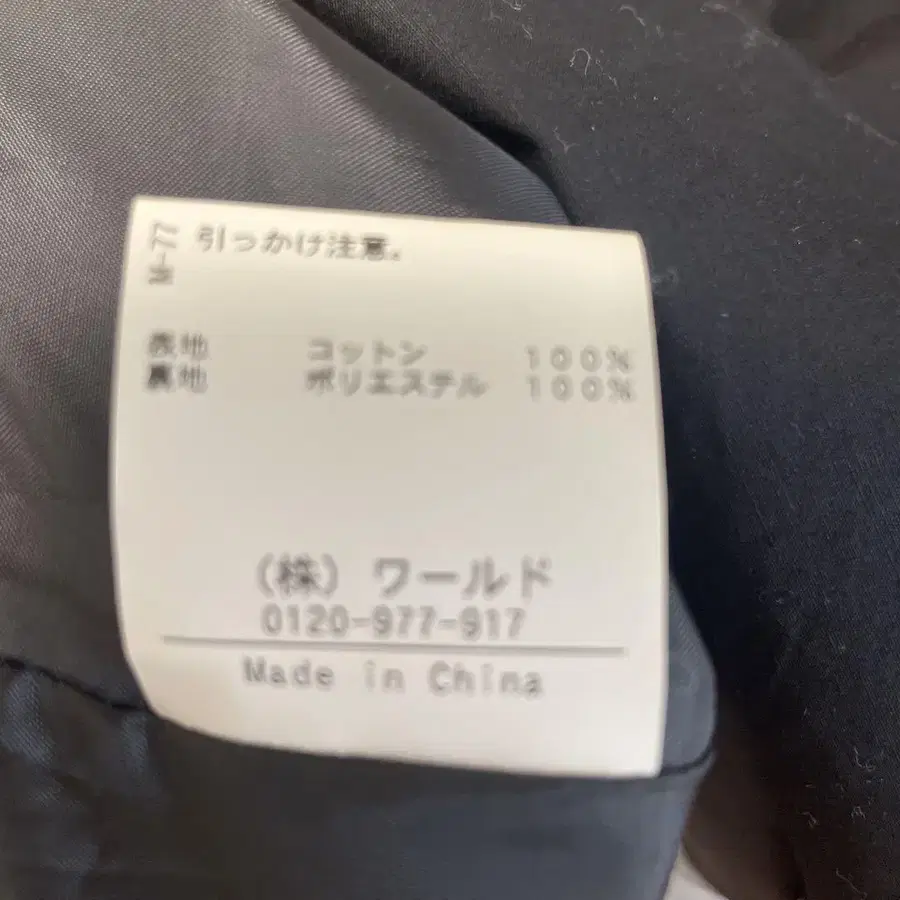 M-77
引っかけ注意。
表地 コットン 100%
裏地 ポリエステル 100%
(株) ワールド
0120-977-917
Made in China